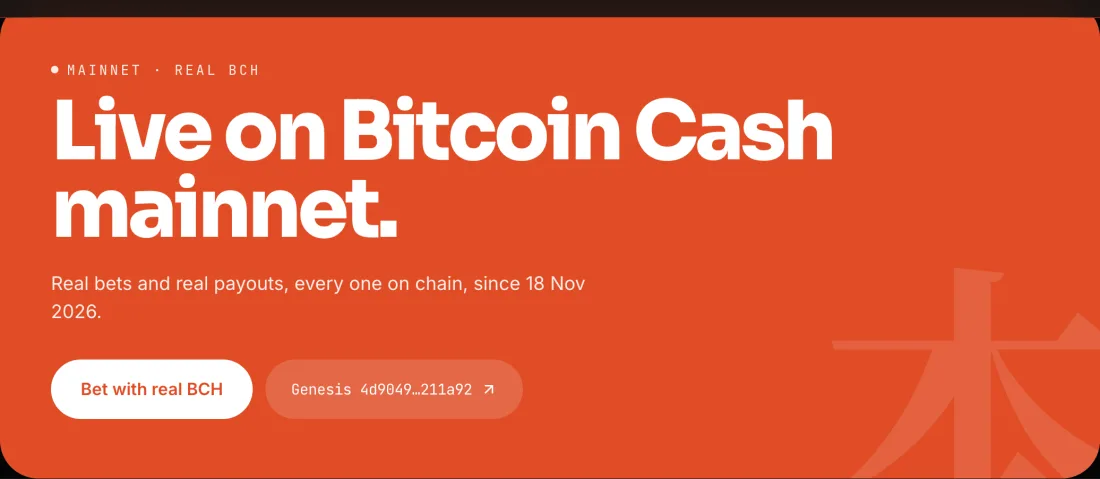 MAINNET · REAL BCH
Live on Bitcoin Cash
mainnet.
Real bets and real payouts, every one on chain, since 18 Nov
2026.
Bet with real BCH
Genesis 4d9049…211a92 ↗